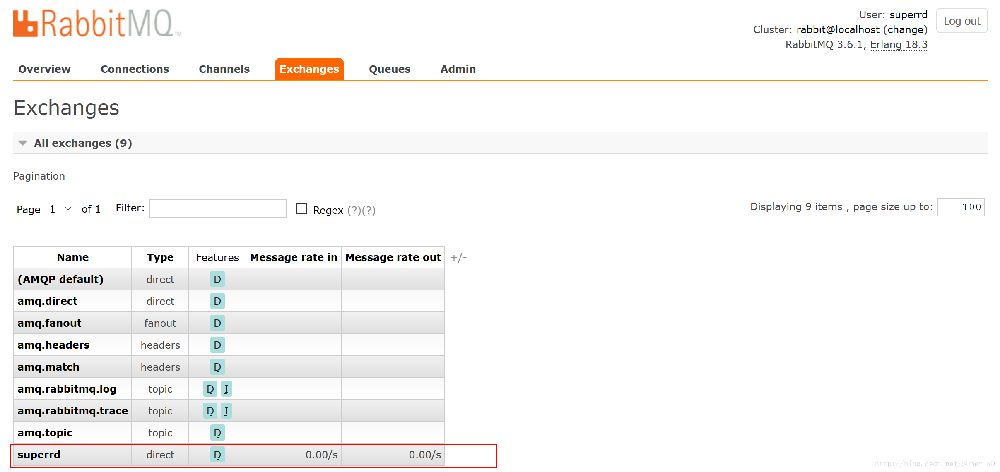 RabbitMQ™
User: superrd
Log out
Cluster: rabbit@localhost (change)
RabbitMQ 3.6.1, Erlang 18.3
Overview Connections Channels Exchanges Queues Admin
Exchanges
All exchanges (9)
Pagination
Page 1 of 1 - Filter: Regex (?)(?) Displaying 9 items , page size up to: 100
Name Type Features Message rate in Message rate out +/-
(AMQP default) direct D
amq.direct direct D
amq.fanout fanout D
amq.headers headers D
amq.match headers D
amq.rabbitmq.log topic D I
amq.rabbitmq.trace topic D I
amq.topic topic D
superrd direct D 0.00/s 0.00/s
http://blog.csdn.net/Super_RD